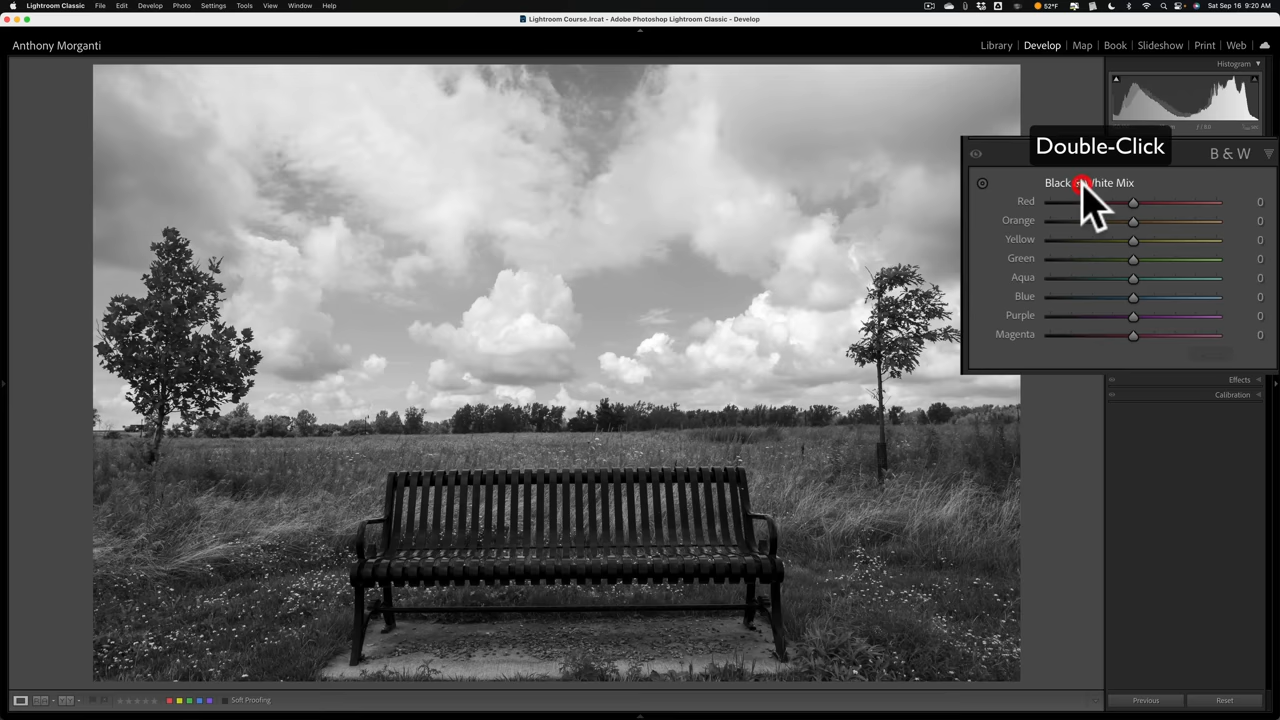 Lightroom Classic File Edit Develop Photo Settings Tools View Window Help 52°F Sat Sep 16 9:20 AM
Lightroom Course.lrcat - Adobe Photoshop Lightroom Classic - Develop
Anthony Morganti Library Develop Map Book Slideshow Print Web
Histogram
Double-Click
B & W
Black White Mix
Red 0
Orange 0
Yellow 0
Green 0
Aqua 0
Blue 0
Purple 0
Magenta 0
Effects
Calibration
Soft Proofing Previous Reset